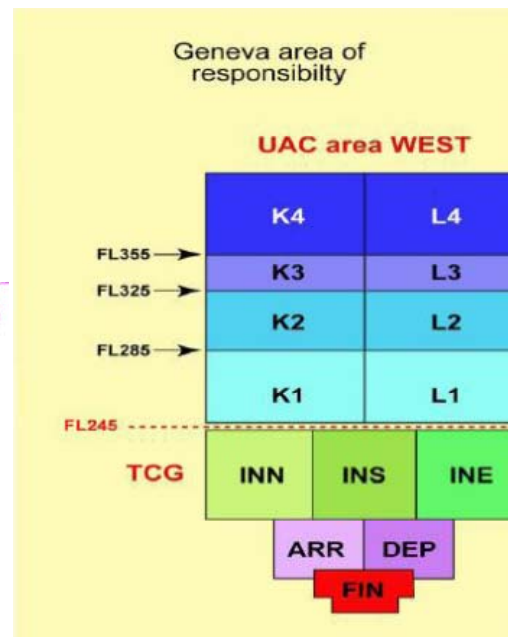 Geneva area of
responsibilty
UAC area WEST
K4 L4
FL355
K3 L3
FL325
K2 L2
FL285
K1 L1
FL245
TCG INN INS INE
ARR DEP
FIN